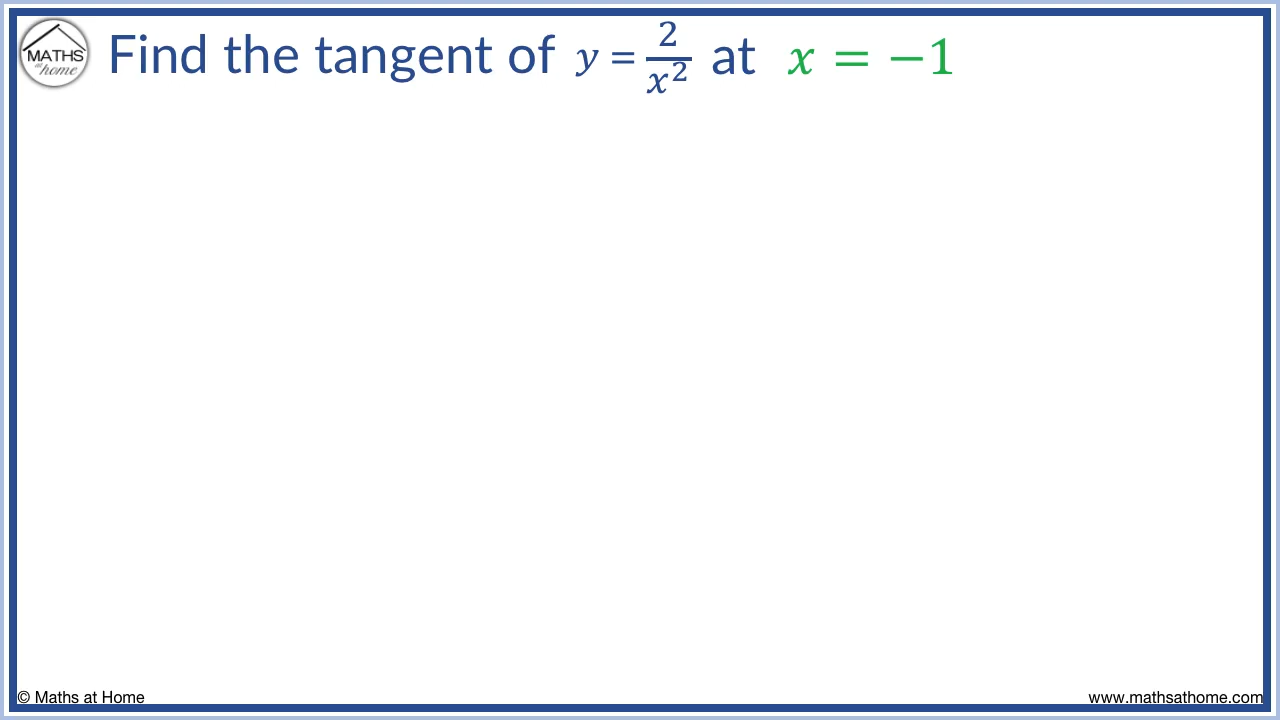 MATHS
at home
Find the tangent of y = 2/x² at x = −1
© Maths at Home
www.mathsathome.com